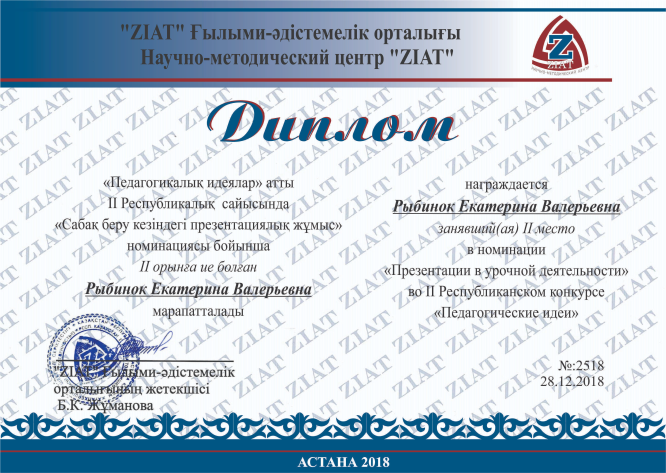 "ZIAT" Ғылыми-әдістемелік орталығы
Научно-методический центр "ZIAT"
ZIAT
Диплом
«Педагогикалық идеялар» атты
II Республикалық сайысында
«Сабақ беру кезіндегі презентациялық жұмыс»
номинациясы бойынша
II орынға ие болған
Рыбинок Екатерина Валерьевна
марапатталады
награждается
Рыбинок Екатерина Валерьевна
занявший(ая) II место
в номинации
«Презентации в урочной деятельности»
во II Республиканском конкурсе
«Педагогические идеи»
"ZIAT" Ғылыми-әдістемелік
орталығының жетекшісі
Б.К. Жұманова
№:2518
28.12.2018
АСТАНА 2018